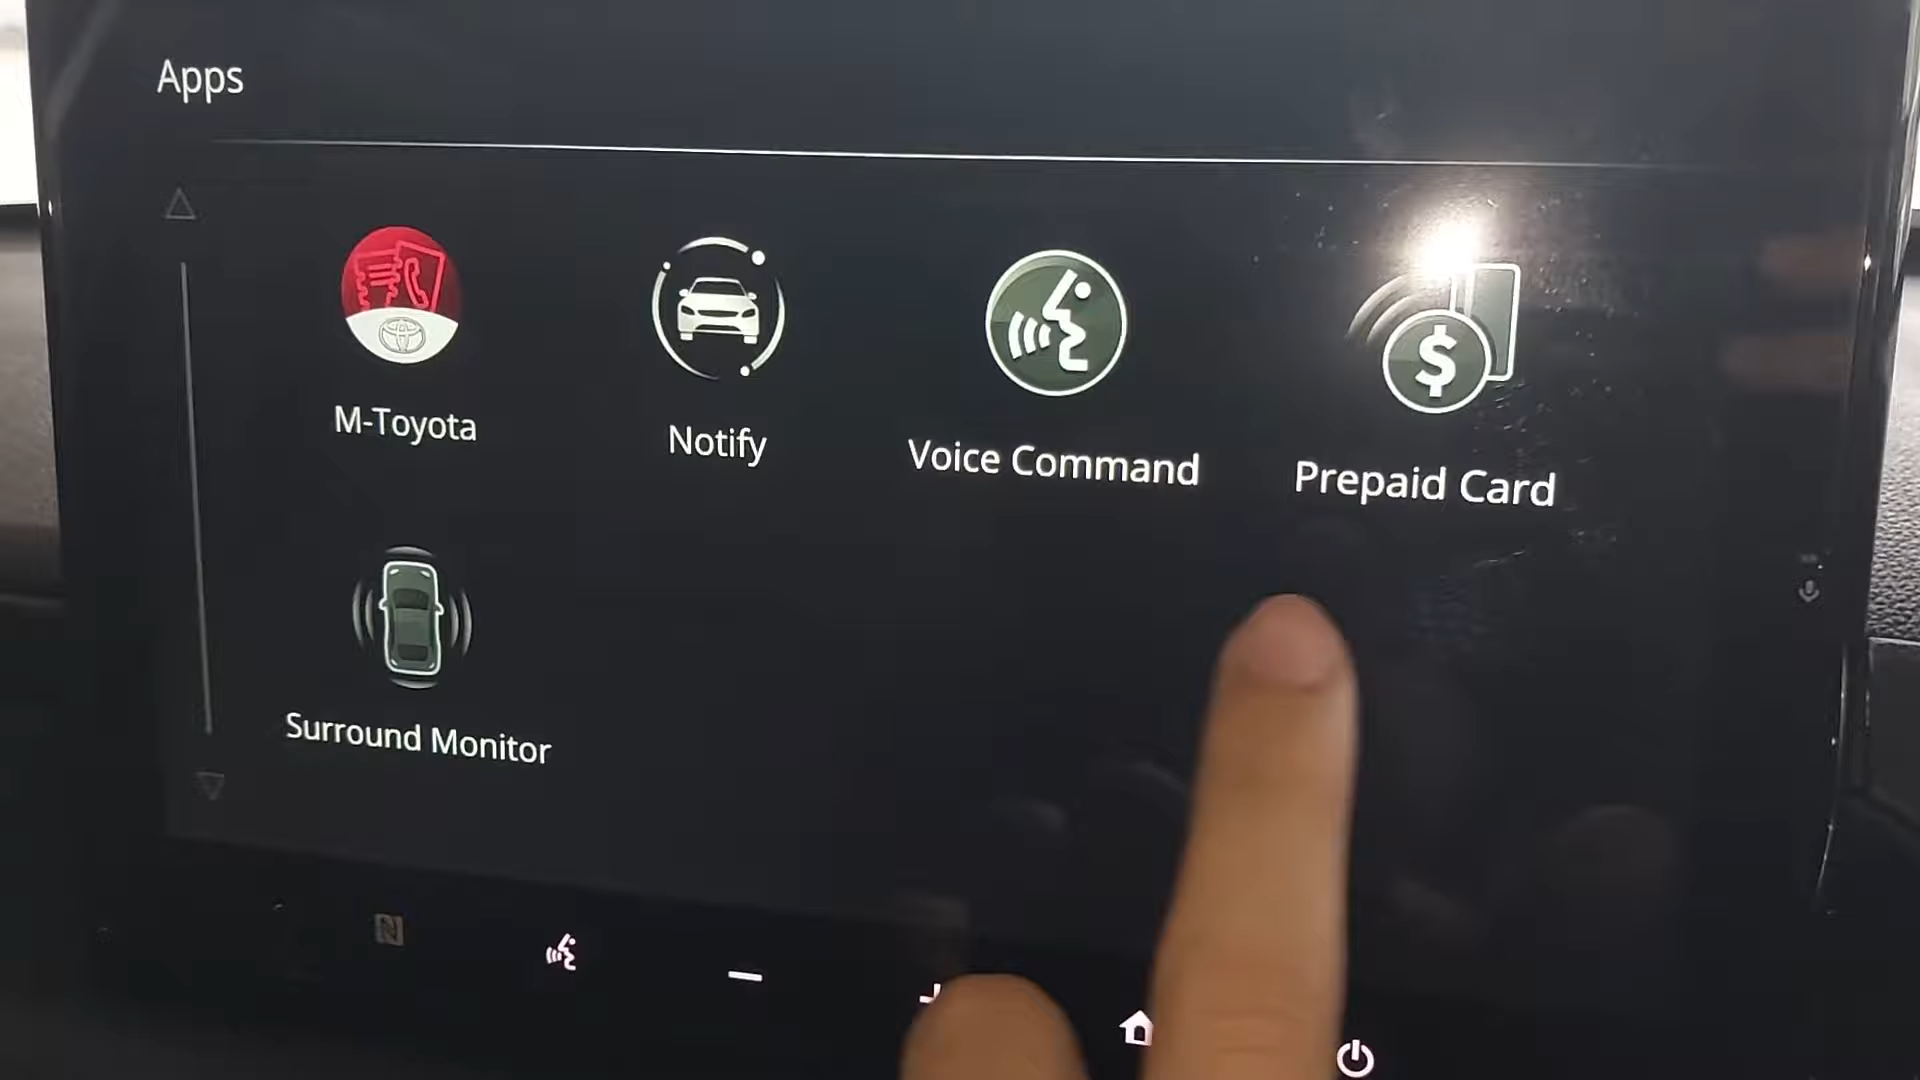 Apps
M-Toyota
Notify
Voice Command
Prepaid Card
$
Surround Monitor